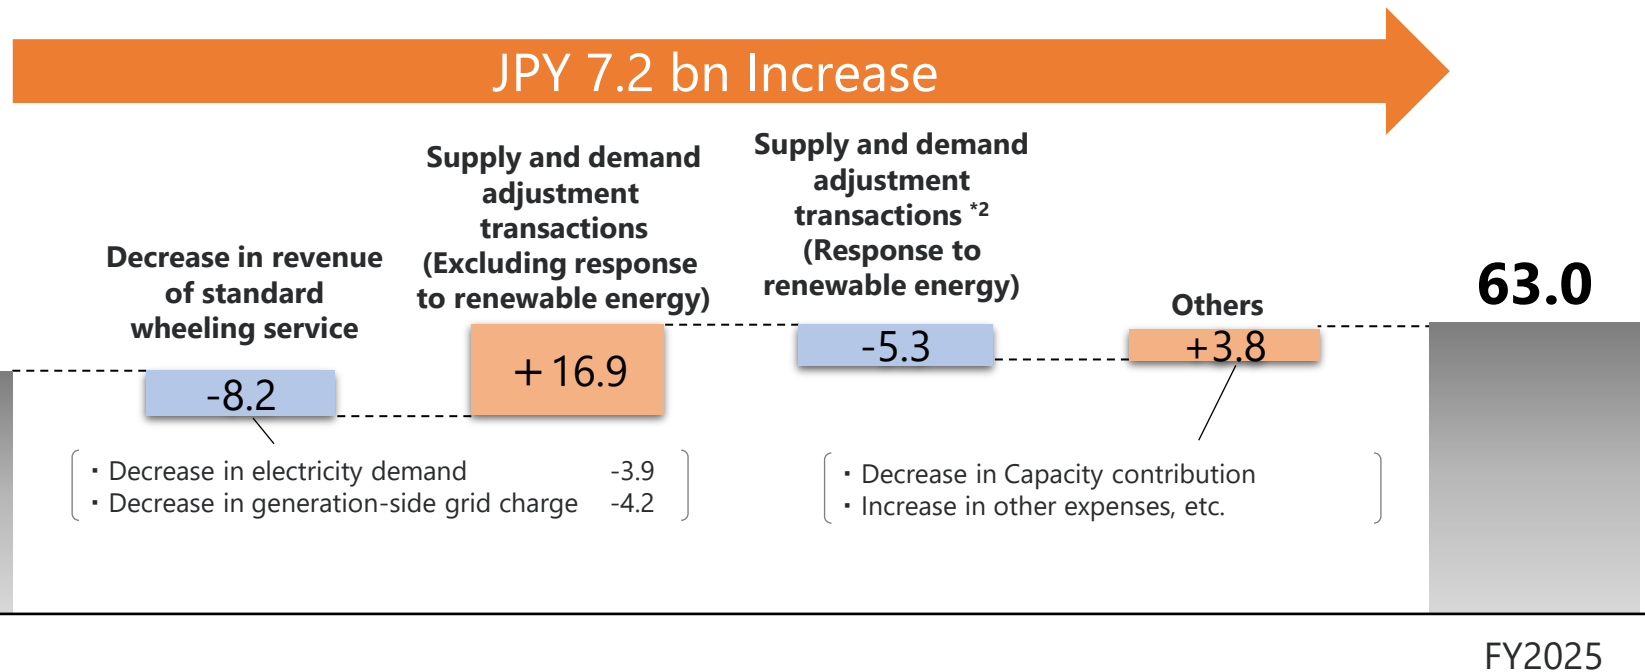 JPY 7.2 bn Increase
Decrease in revenue
of standard
wheeling service
-8.2
Supply and demand
adjustment
transactions
(Excluding response
to renewable energy)
+16.9
Supply and demand
adjustment
transactions *2
(Response to
renewable energy)
-5.3
Others
+3.8
63.0
・Decrease in electricity demand -3.9
・Decrease in generation-side grid charge -4.2
・Decrease in Capacity contribution
・Increase in other expenses, etc.
FY2025